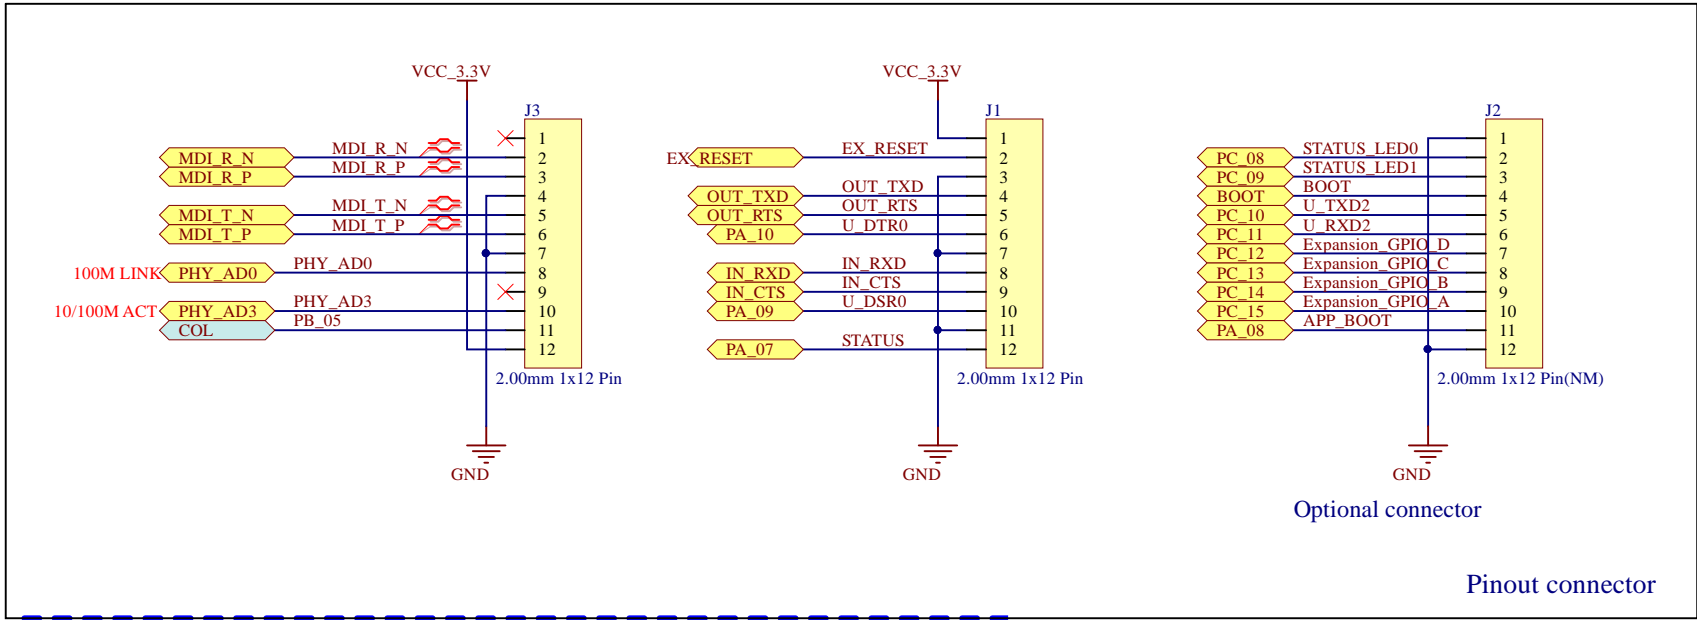 VCC_3.3V
J3
1
MDI_R_N MDI_R_N 2
MDI_R_P MDI_R_P 3
4
MDI_T_N MDI_T_N 5
MDI_T_P MDI_T_P 6
7
100M LINK PHY_AD0 PHY_AD0 8
9
10/100M ACT PHY_AD3 PHY_AD3 10
COL PB_05 11
12
2.00mm 1x12 Pin
GND
VCC_3.3V
J1
1
EX_RESET EX_RESET 2
3
OUT_TXD OUT_TXD 4
OUT_RTS OUT_RTS 5
PA_10 U_DTR0 6
7
IN_RXD IN_RXD 8
IN_CTS IN_CTS 9
PA_09 U_DSR0 10
11
PA_07 STATUS 12
2.00mm 1x12 Pin
GND
J2
1
PC_08 STATUS_LED0 2
PC_09 STATUS_LED1 3
BOOT BOOT 4
PC_10 U_TXD2 5
PC_11 U_RXD2 6
PC_12 Expansion_GPIO_D 7
PC_13 Expansion_GPIO_C 8
PC_14 Expansion_GPIO_B 9
PC_15 Expansion_GPIO_A 10
PA_08 APP_BOOT 11
12
2.00mm 1x12 Pin(NM)
GND
Optional connector
Pinout connector